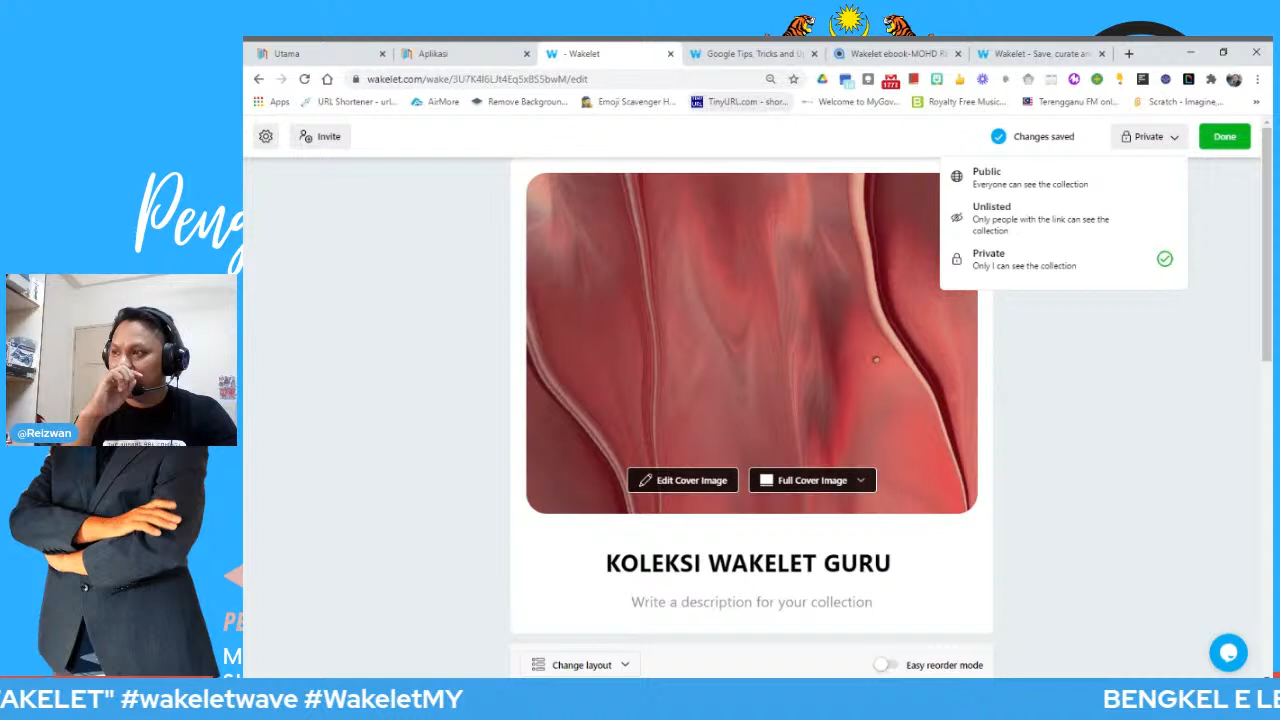 Utama
Aplikasi
- Wakelet
Google Tips, Tricks and U
Wakelet ebook-MOHD R
Wakelet - Save, curate an
wakelet.com/wake/3U7K4I6LJt4Eq5xBS5bwM/edit
1772
Apps
URL Shortener - url...
AirMore
Remove Backgroun...
Emoji Scavenger H...
TinyURL.com - shor...
Welcome to MyGov...
Royalty Free Music...
Terengganu FM onl...
Scratch - Imagine,...
Invite
Changes saved
Private
Done
Public
Everyone can see the collection
Unlisted
Only people with the link can see the
collection
Private
Only I can see the collection
Peng
@Reizwan
Edit Cover Image
Full Cover Image
KOLEKSI WAKELET GURU
Write a description for your collection
Change layout
Easy reorder mode
PE
M
AKELET" #wakeletwave #WakeletMY
BENGKEL E LE